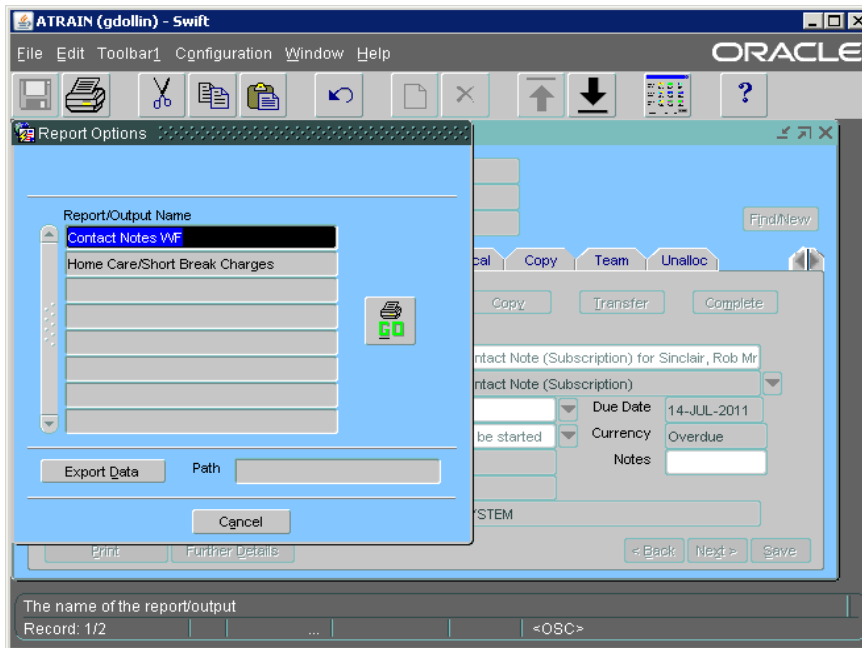 ATRAIN (gdollin) - Swift
File Edit Toolbar1 Configuration Window Help
ORACLE
?
Report Options
Find/New
Report/Output Name
Contact Notes WF
Home Care/Short Break Charges
GO
cal Copy Team Unalloc
Copy Transfer Complete
ntact Note (Subscription) for Sinclair, Rob Mr
ntact Note (Subscription)
Due Date 14-JUL-2011
be started Currency Overdue
Notes
Export Data Path
YSTEM
Cancel
Print Further Details < Back Next > Save
The name of the report/output
Record: 1/2 ... <OSC>